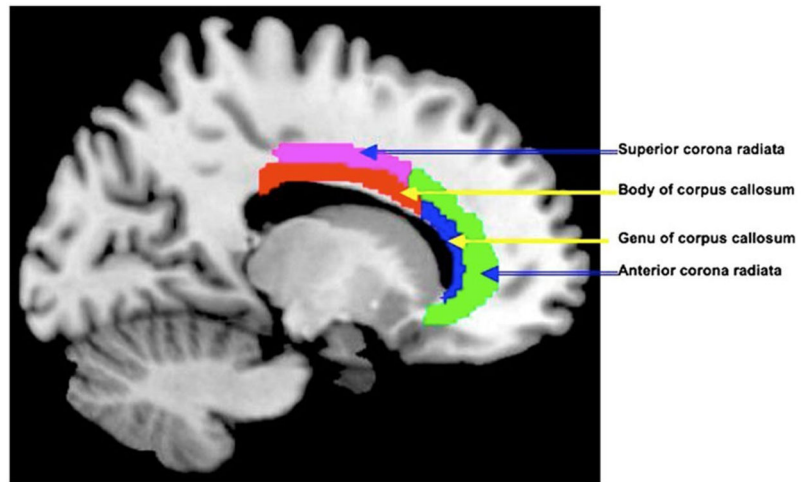 Superior corona radiata
Body of corpus callosum
Genu of corpus callosum
Anterior corona radiata